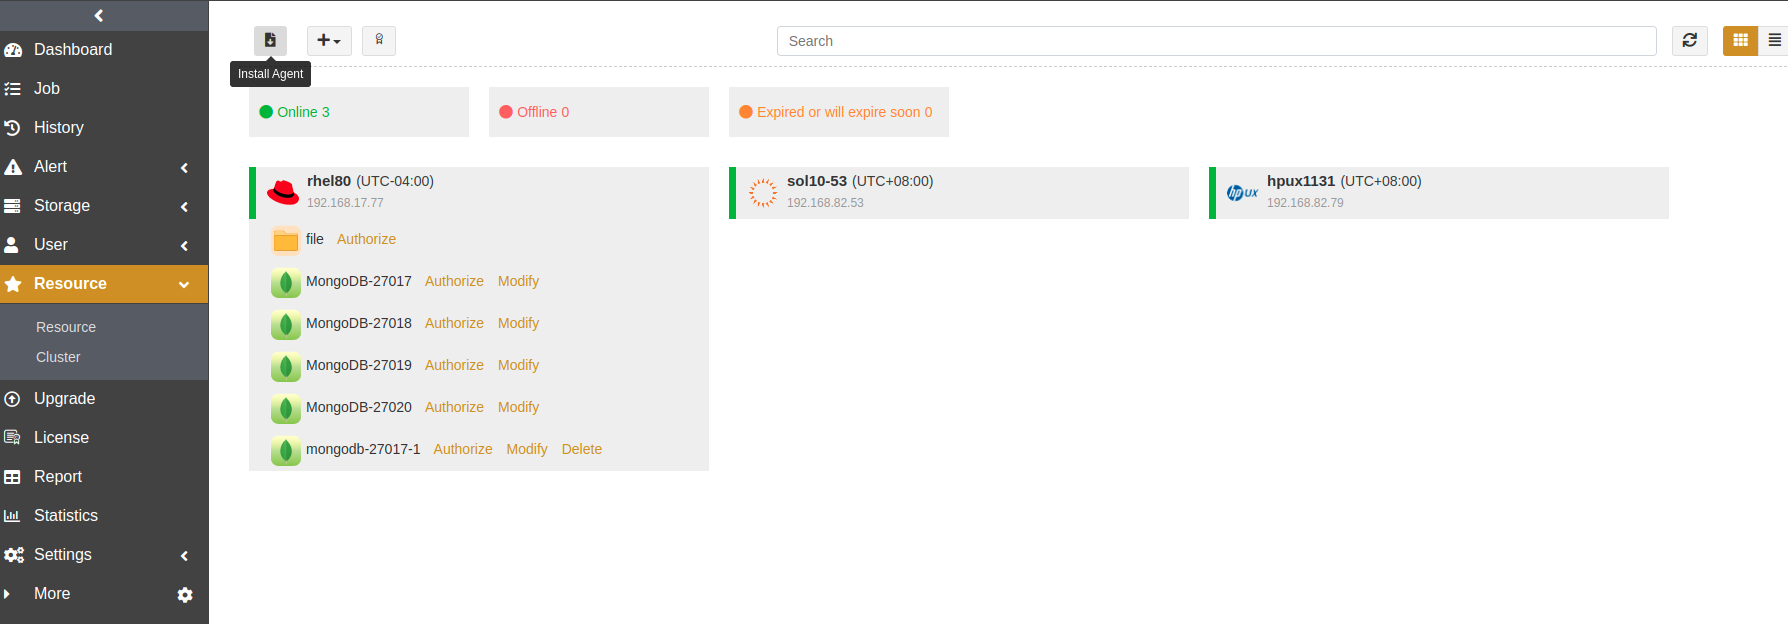 Dashboard
Job
History
Alert
Storage
User
Resource
Resource
Cluster
Upgrade
License
Report
Statistics
Settings
More
Search
Install Agent
Online 3
Offline 0
Expired or will expire soon 0
rhel80 (UTC-04:00)
192.168.17.77
file Authorize
MongoDB-27017 Authorize Modify
MongoDB-27018 Authorize Modify
MongoDB-27019 Authorize Modify
MongoDB-27020 Authorize Modify
mongodb-27017-1 Authorize Modify Delete
sol10-53 (UTC+08:00)
192.168.82.53
hp UX
hpux1131 (UTC+08:00)
192.168.82.79